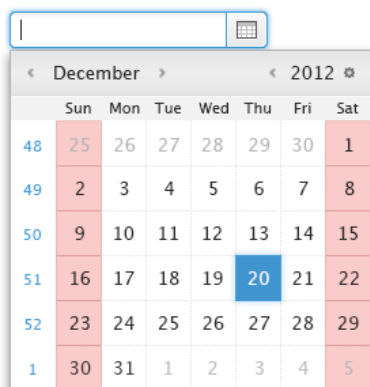 December 2012
Sun Mon Tue Wed Thu Fri Sat
48 25 26 27 28 29 30 1
49 2 3 4 5 6 7 8
50 9 10 11 12 13 14 15
51 16 17 18 19 20 21 22
52 23 24 25 26 27 28 29
1 30 31 1 2 3 4 5